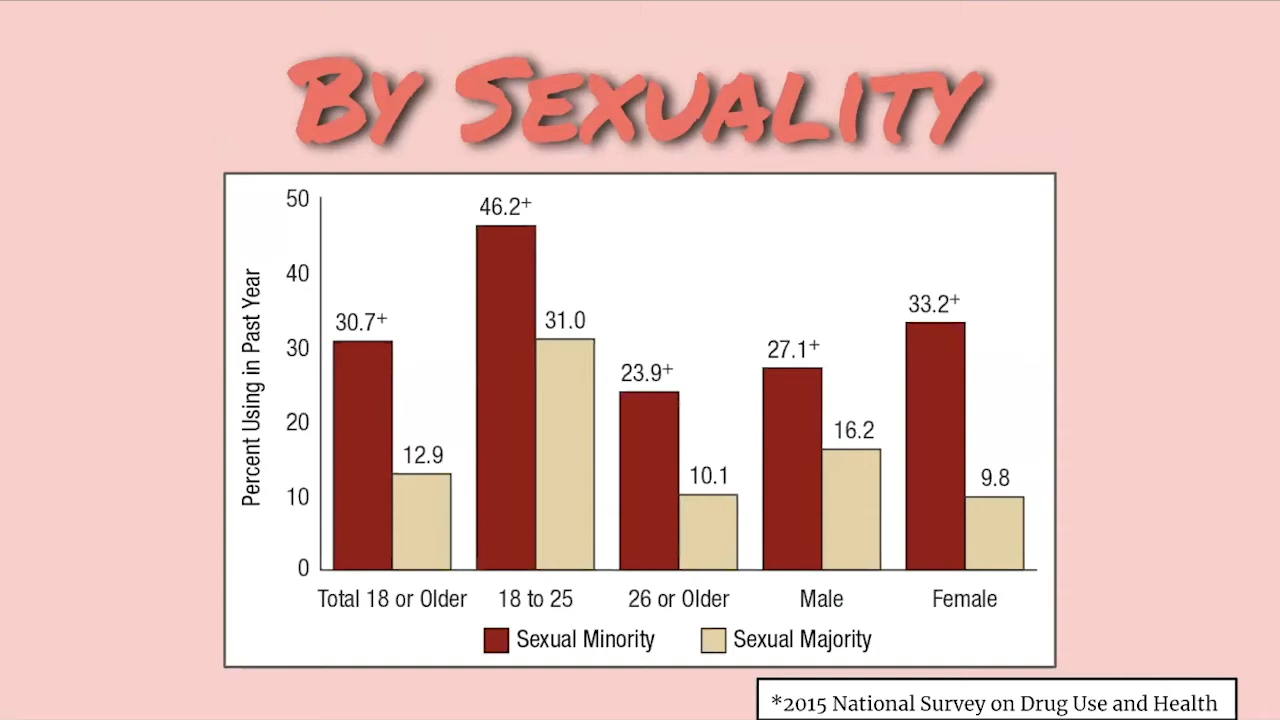 By Sexuality
50
40
30
20
10
0
Percent Using in Past Year
30.7+
12.9
46.2+
31.0
23.9+
10.1
27.1+
16.2
33.2+
9.8
Total 18 or Older
18 to 25
26 or Older
Male
Female
Sexual Minority
Sexual Majority
*2015 National Survey on Drug Use and Health